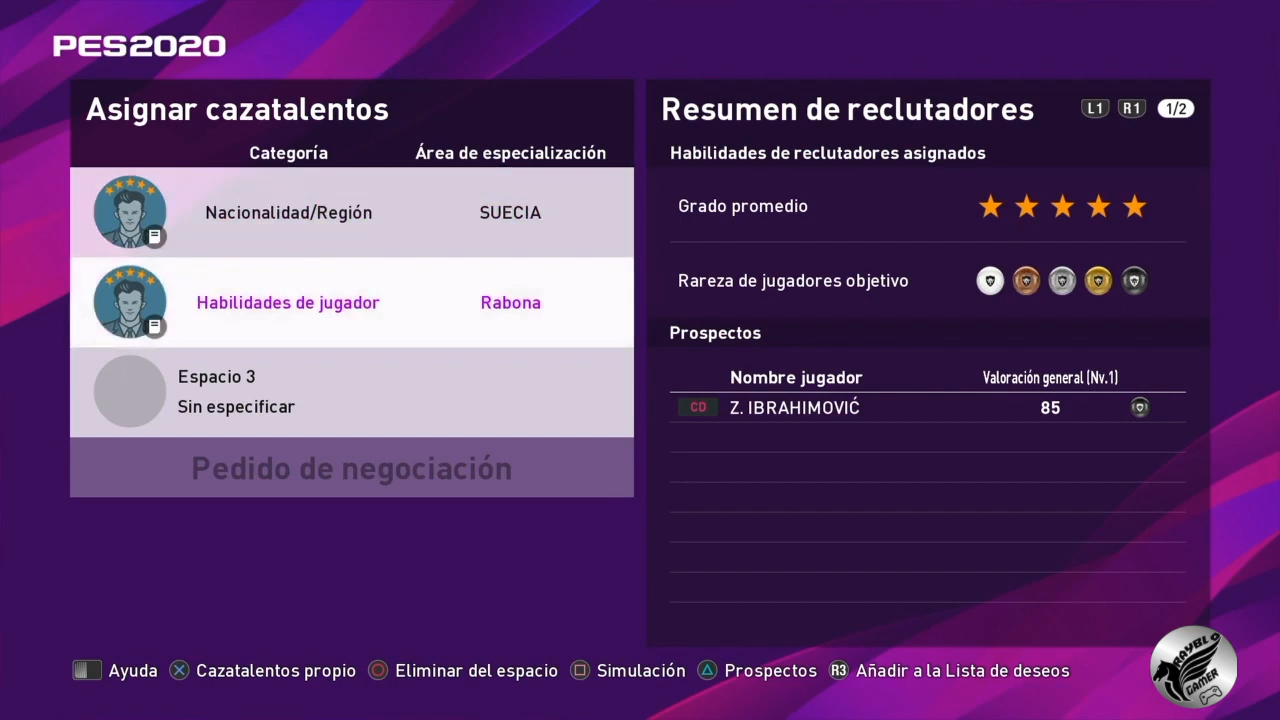 PES2020
Asignar cazatalentos
Categoría Área de especialización
Nacionalidad/Región SUECIA
Habilidades de jugador Rabona
Espacio 3
Sin especificar
Pedido de negociación
Resumen de reclutadores L1 R1 1/2
Habilidades de reclutadores asignados
Grado promedio
Rareza de jugadores objetivo
Prospectos
Nombre jugador Valoración general (Nv.1)
CD Z. IBRAHIMOVIĆ 85
Ayuda Cazatalentos propio Eliminar del espacio Simulación Prospectos R3 Añadir a la Lista de deseos
RAYBLO
GAMER